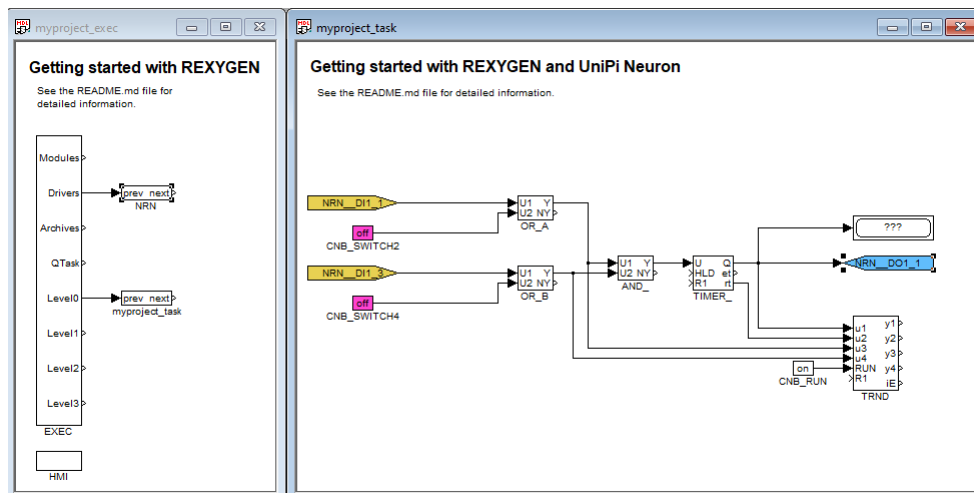 myproject_exec
Getting started with REXYGEN
See the README.md file for
detailed information.
Modules
Drivers
prev next
NRN
Archives
QTask
Level0
prev next
myproject_task
Level1
Level2
Level3
EXEC
HMI
myproject_task
Getting started with REXYGEN and UniPi Neuron
See the README.md file for detailed information.
NRN__DI1_1
U1 Y
U2 NY
OR_A
off
CNB_SWITCH2
???
NRN__DI1_3
U1 Y
U2 NY
OR_B
off
CNB_SWITCH4
U1 Y
U2 NY
AND_
U Q
HLD et
R1 rt
TIMER_
NRN__DO1_1
u1 y1
u2 y2
u3 y3
u4 y4
RUN
R1 iE
TRND
on
CNB_RUN